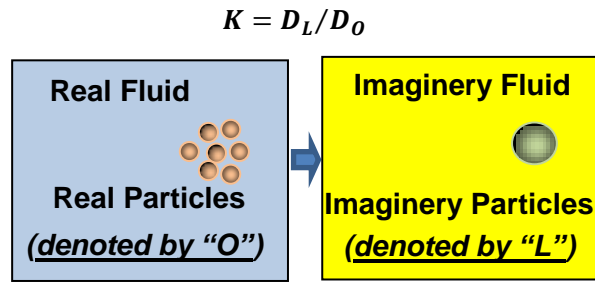 K = D_L/D_O
Real Fluid
Real Particles
(denoted by “O”)
Imaginery Fluid
Imaginery Particles
(denoted by “L”)